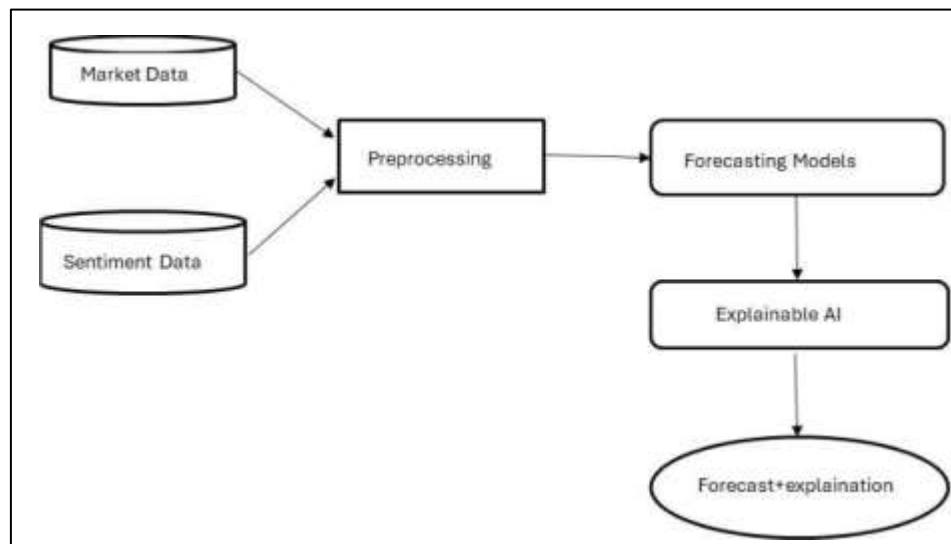 Market Data
Preprocessing
Forecasting Models
Sentiment Data
Explainable AI
Forecast+explaination